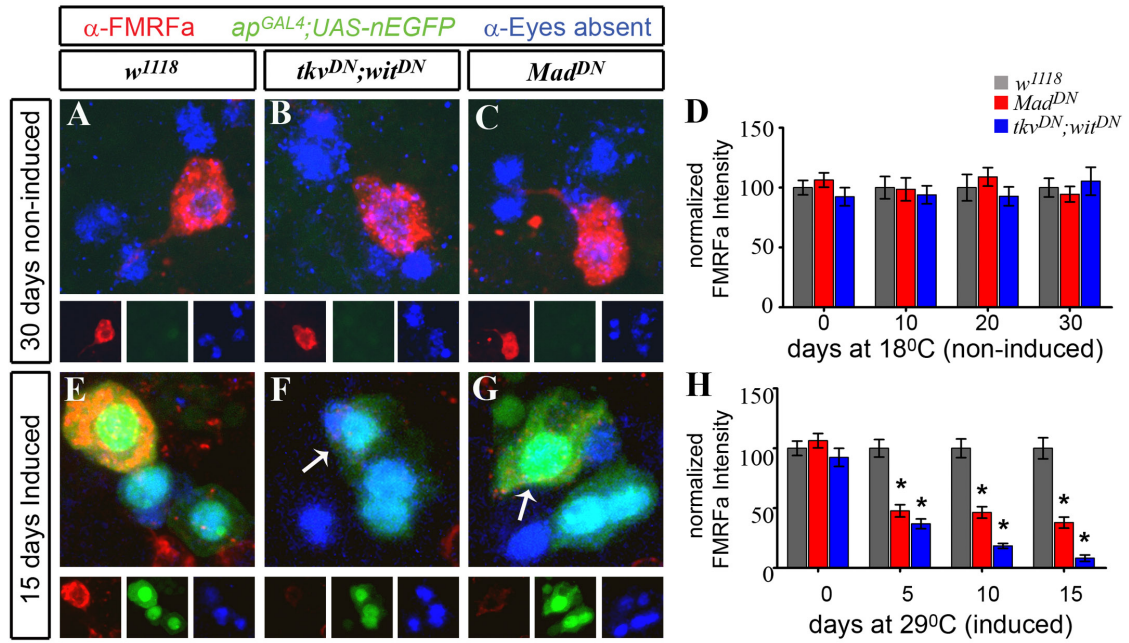 α-FMRFa apGAL4;UAS-nEGFP α-Eyes absent
w1118 tkvDN;witDN MadDN
30 days non-induced
A
B
C
D
w1118
MadDN
tkvDN;witDN
normalized
FMRFa Intensity
150
100
50
0
0 10 20 30
days at 18⁰C (non-induced)
15 days Induced
E
F
G
H
normalized
FMRFa Intensity
150
100
50
0
* * * * * *
0 5 10 15
days at 29⁰C (induced)